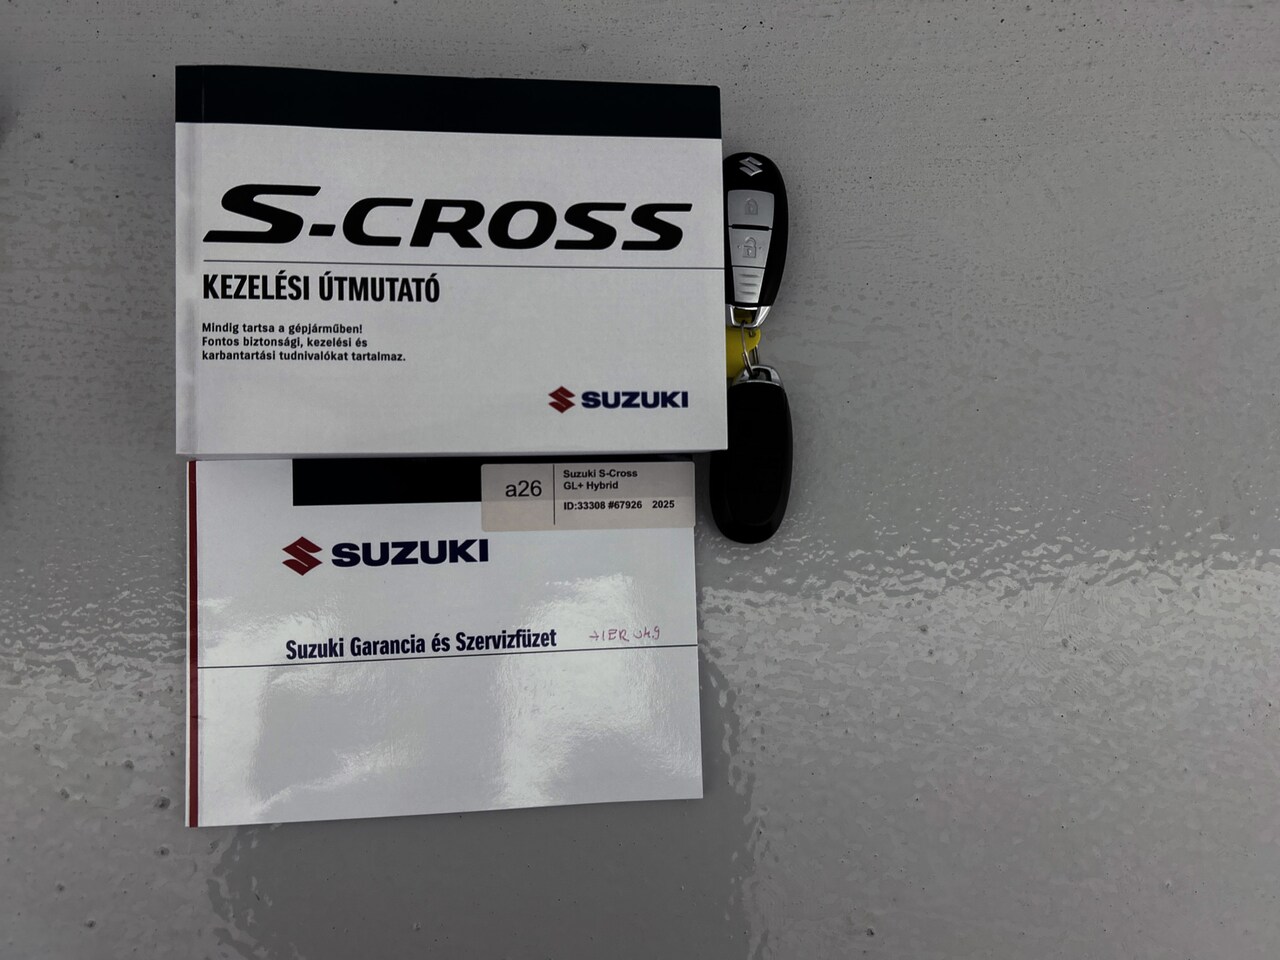 S-CROSS
KEZELÉSI ÚTMUTATÓ
Mindig tartsa a gépjárműben!
Fontos biztonsági, kezelési és
karbantartási tudnivalókat tartalmaz.
SUZUKI
a26
Suzuki S-Cross
GL+ Hybrid
ID:33308 #67926 2025
SUZUKI
Suzuki Garancia és Szervizfüzet